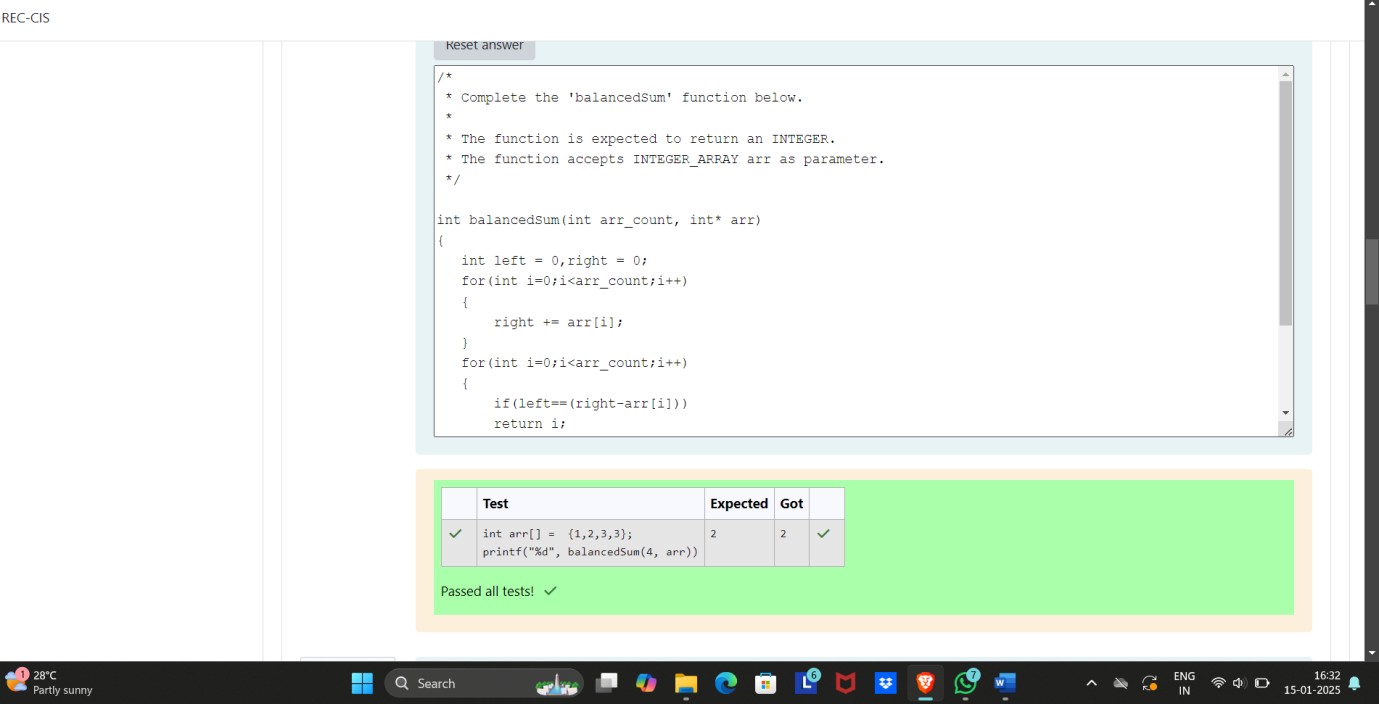 REC-CIS
Reset answer
/*
 * Complete the 'balancedSum' function below.
 *
 * The function is expected to return an INTEGER.
 * The function accepts INTEGER_ARRAY arr as parameter.
 */

int balancedSum(int arr_count, int* arr)
{
   int left = 0,right = 0;
   for(int i=0;i<arr_count;i++)
   {
       right += arr[i];
   }
   for(int i=0;i<arr_count;i++)
   {
       if(left==(right-arr[i]))
       return i;
Test Expected Got
int arr[] =  {1,2,3,3}; 2 2
printf("%d", balancedSum(4, arr))
Passed all tests!
1
28°C
Partly sunny
Search
L 6
7
W
ENG
IN
16:32
15-01-2025